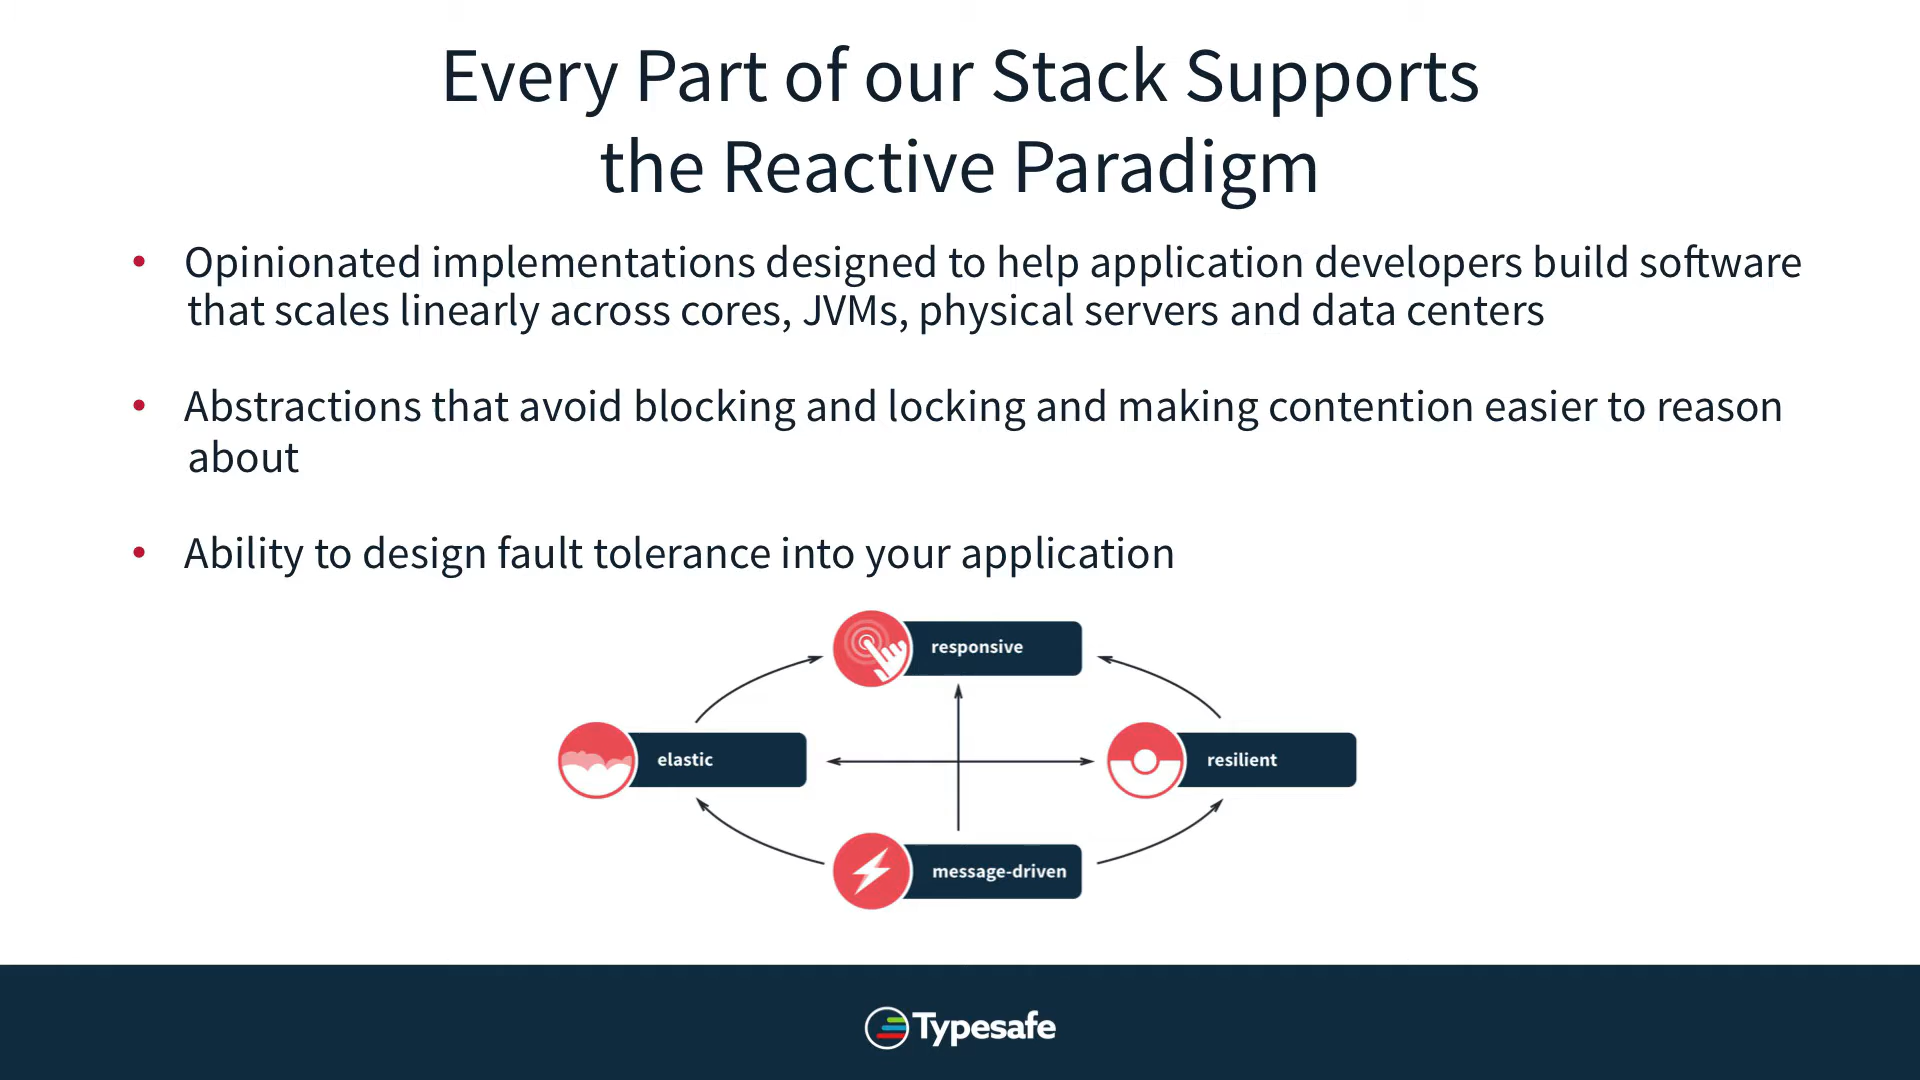 Every Part of our Stack Supports
the Reactive Paradigm
• Opinionated implementations designed to help application developers build software
that scales linearly across cores, JVMs, physical servers and data centers
• Abstractions that avoid blocking and locking and making contention easier to reason
about
• Ability to design fault tolerance into your application
responsive
elastic
resilient
message-driven
Typesafe